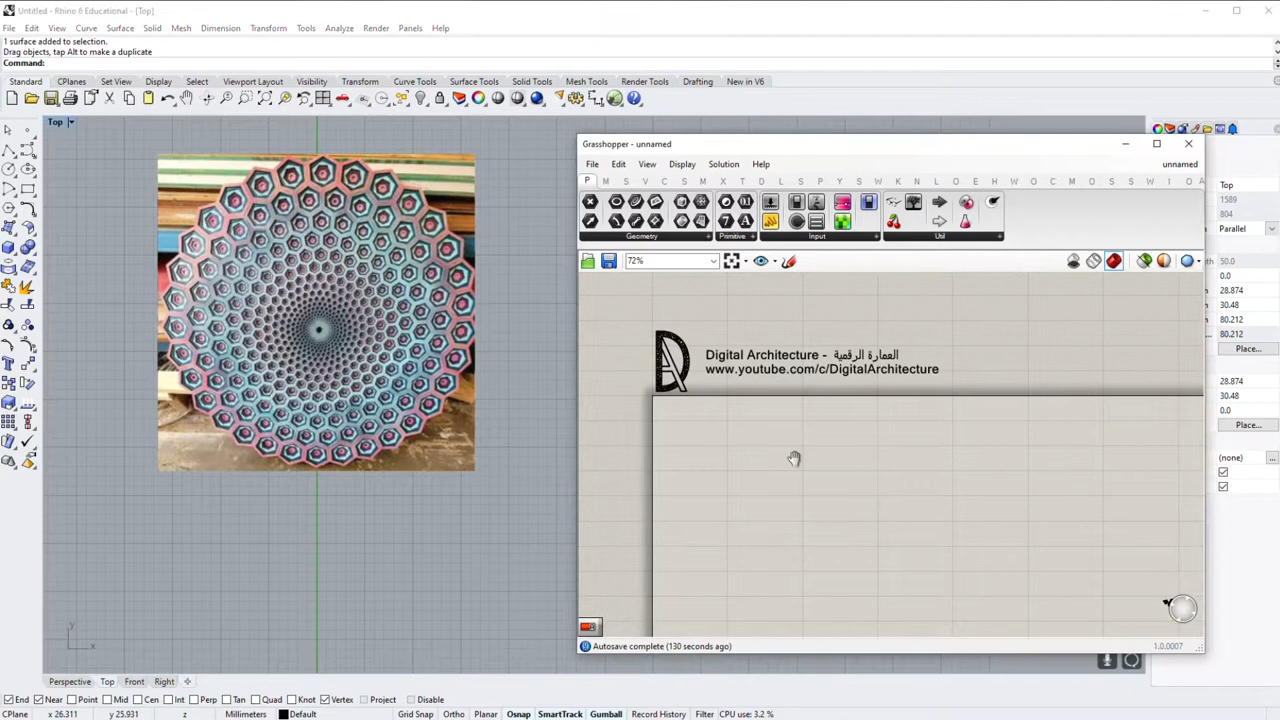 Untitled - Rhino 6 Educational - [Top]
File Edit View Curve Surface Solid Mesh Dimension Transform Tools Analyze Render Panels Help
1 surface added to selection.
Drag objects, tap Alt to make a duplicate
Command:
Standard CPlanes Set View Display Select Viewport Layout Visibility Transform Curve Tools Surface Tools Solid Tools Mesh Tools Render Tools Drafting New in V6
Top
Grasshopper - unnamed
File Edit View Display Solution Help unnamed
P M S V C S M D L F S P T Y W K N L E H W C M D E S S W I O
Geometry Primitive Input Util
72%
Digital Architecture - العمارة الرقمية
www.youtube.com/c/DigitalArchitecture
Autosave complete (130 seconds ago) 1.0.0007
Top
1589
804
Parallel
50.0
0.0
28.874
30.48
80.212
80.212
Place...
28.874
30.48
0.0
Place...
(none) ...
y
x
Perspective Top Front Right
End Near Point Mid Cen Int Perp Tan Quad Knot Vertex Project Disable
CPlane x 26.311 y 25.931 z Millimeters Default Grid Snap Ortho Planar Osnap SmartTrack Gumball Record History Filter CPU use: 3.2 %